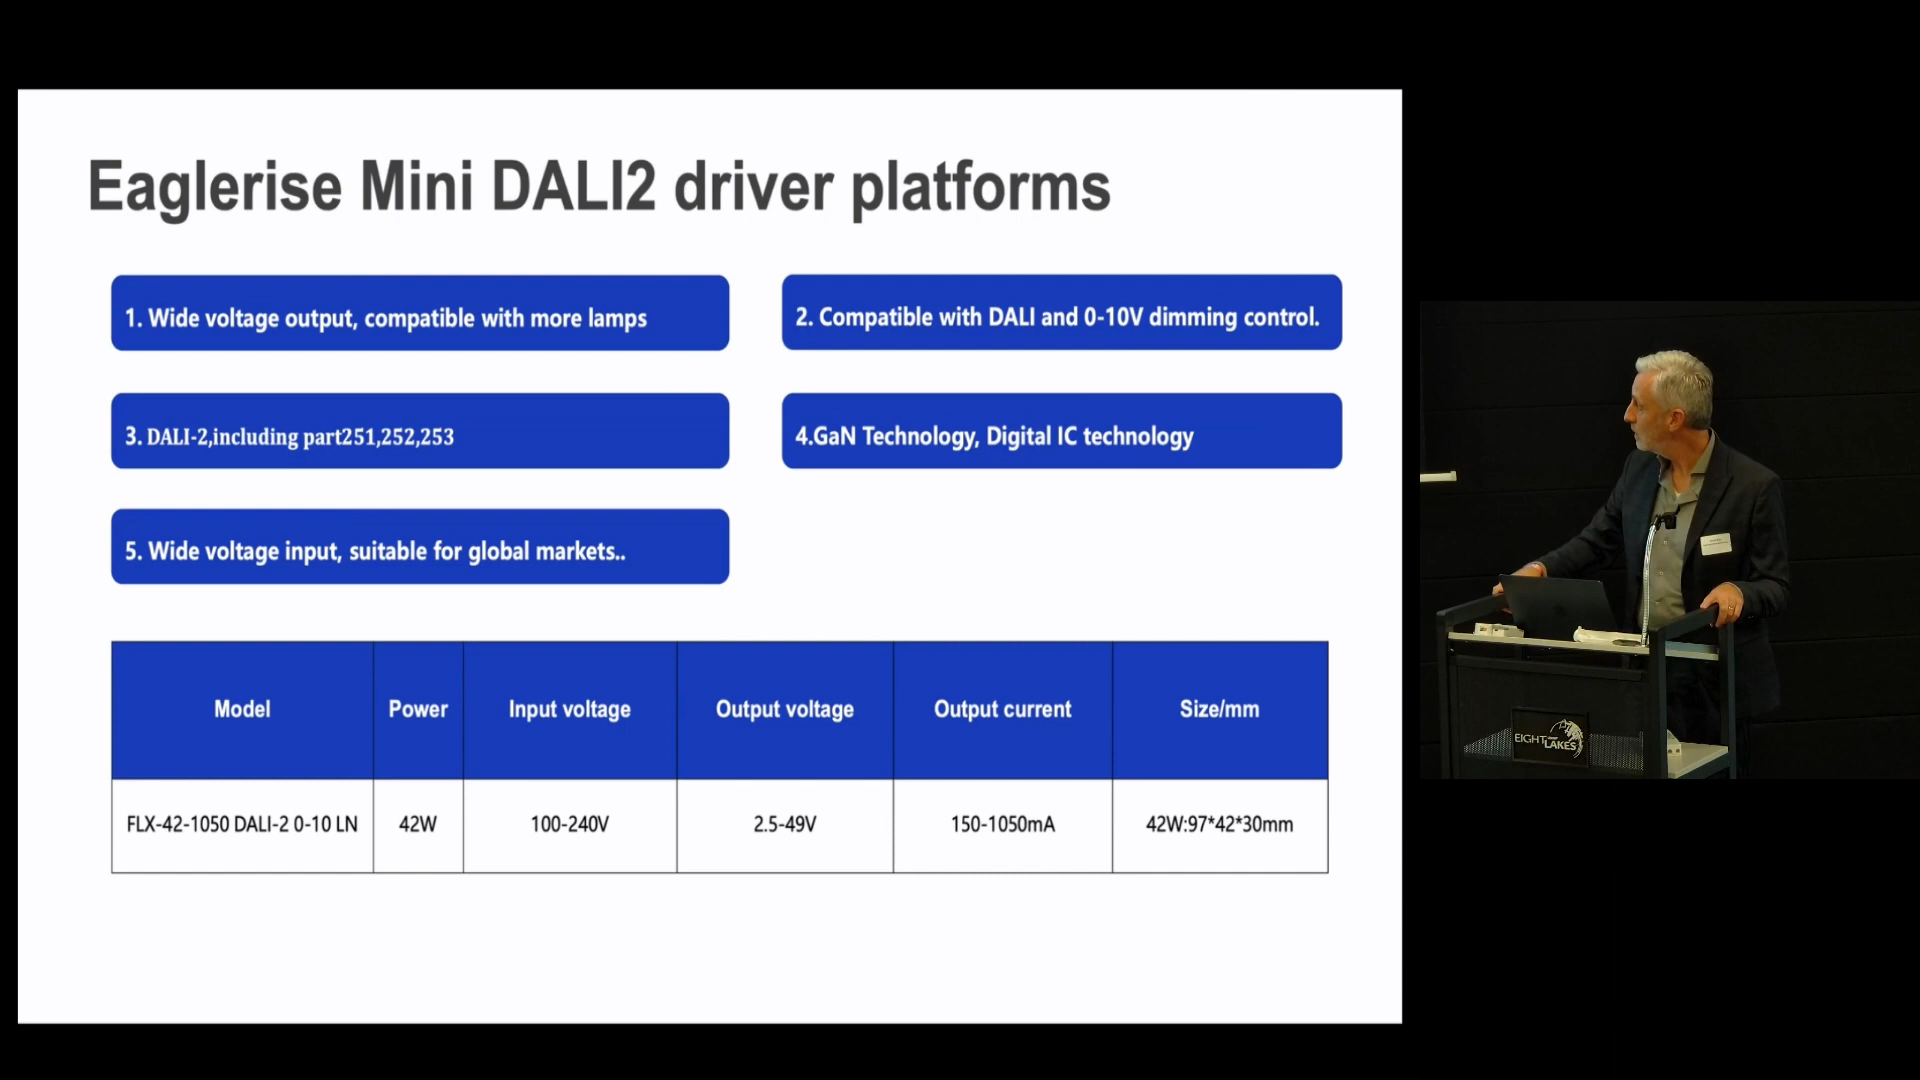 Eaglerise Mini DALI2 driver platforms
1. Wide voltage output, compatible with more lamps
2. Compatible with DALI and 0-10V dimming control.
3. DALI-2,including part251,252,253
4.GaN Technology, Digital IC technology
5. Wide voltage input, suitable for global markets..
Model Power Input voltage Output voltage Output current Size/mm
FLX-42-1050 DALI-2 0-10 LN 42W 100-240V 2.5-49V 150-1050mA 42W:97*42*30mm
EIGHT LAKES